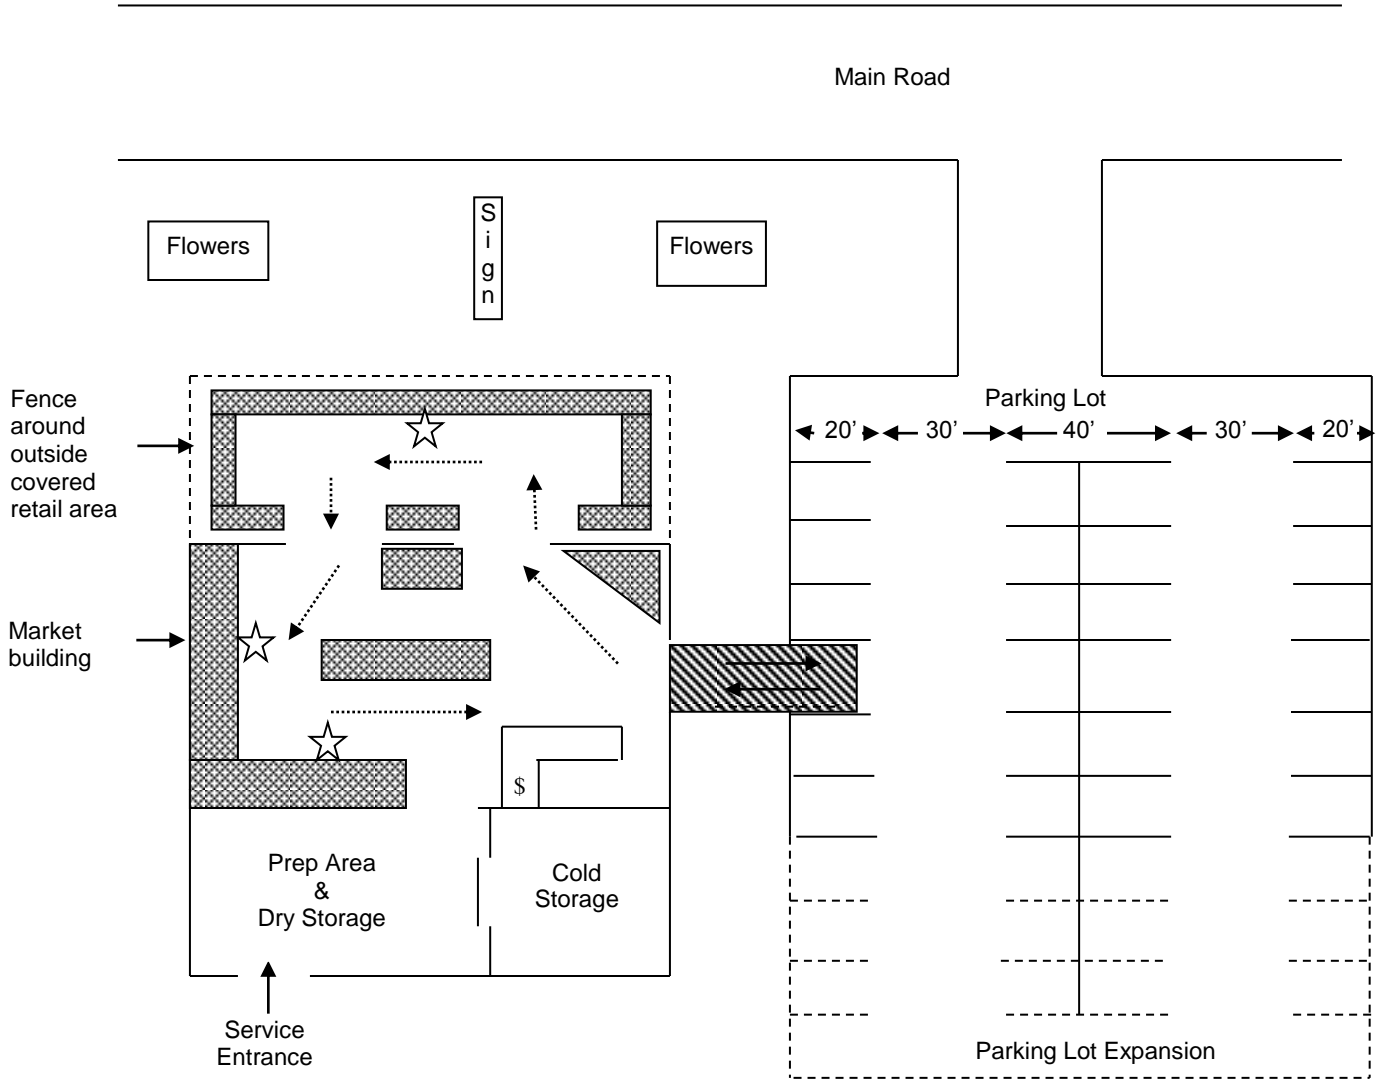 Main Road
Flowers
S
i
g
n
Flowers
Fence
around
outside
covered
retail area
Parking Lot
20’ 30’ 40’ 30’ 20’
Market
building
$
Prep Area
&
Dry Storage
Cold
Storage
Service
Entrance
Parking Lot Expansion